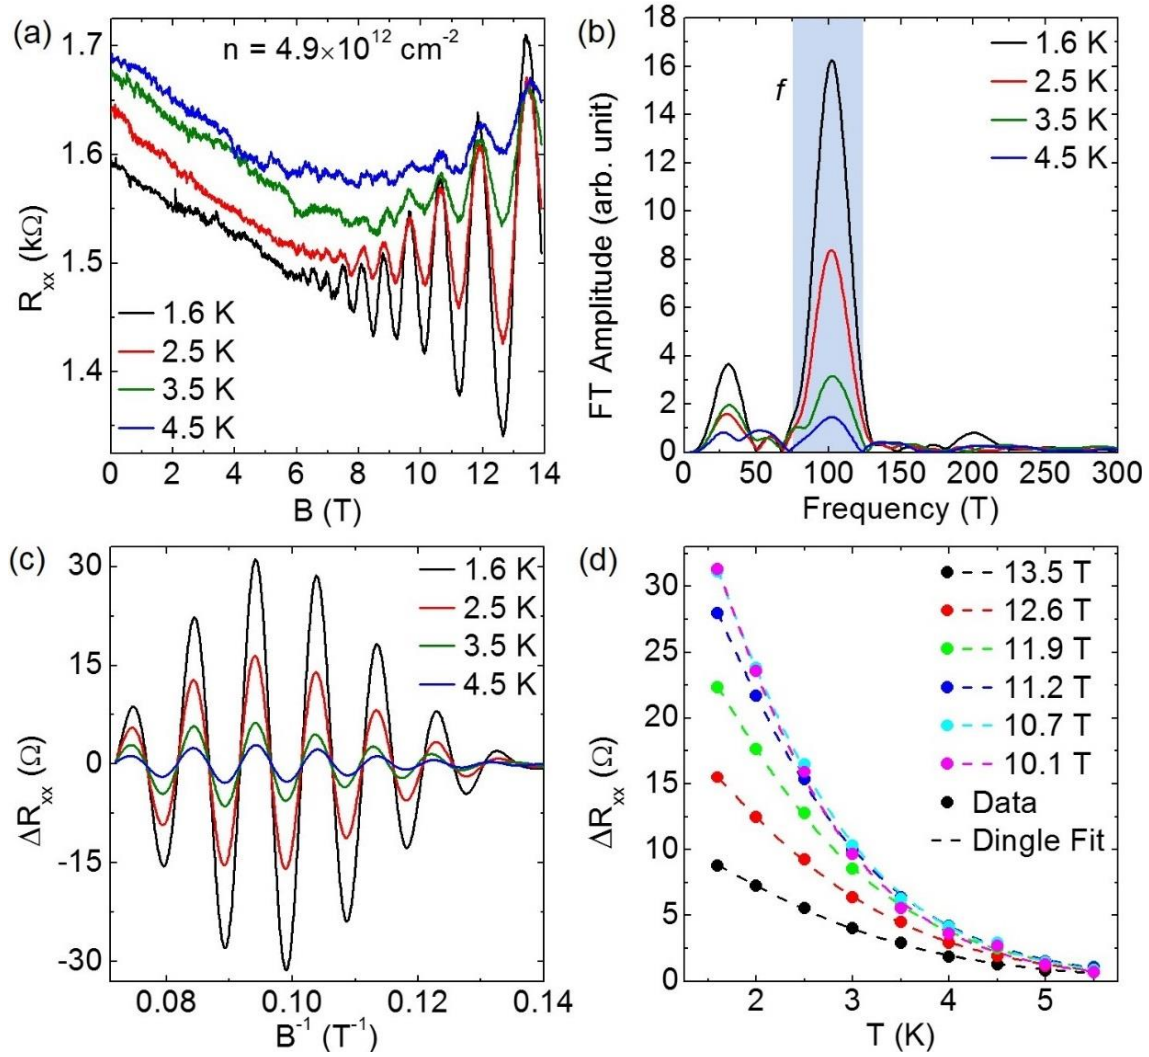 (a)
n = 4.9×10¹² cm⁻²
1.7
1.6
1.5
1.4
Rxx (kΩ)
1.6 K
2.5 K
3.5 K
4.5 K
0 2 4 6 8 10 12 14
B (T)
(b)
f
1.6 K
2.5 K
3.5 K
4.5 K
18
16
14
12
10
8
6
4
2
0
FT Amplitude (arb. unit)
0 50 100 150 200 250 300
Frequency (T)
(c)
1.6 K
2.5 K
3.5 K
4.5 K
30
15
0
-15
-30
ΔRxx (Ω)
0.08 0.10 0.12 0.14
B⁻¹ (T⁻¹)
(d)
13.5 T
12.6 T
11.9 T
11.2 T
10.7 T
10.1 T
Data
Dingle Fit
30
25
20
15
10
5
0
ΔRxx (Ω)
2 3 4 5
T (K)